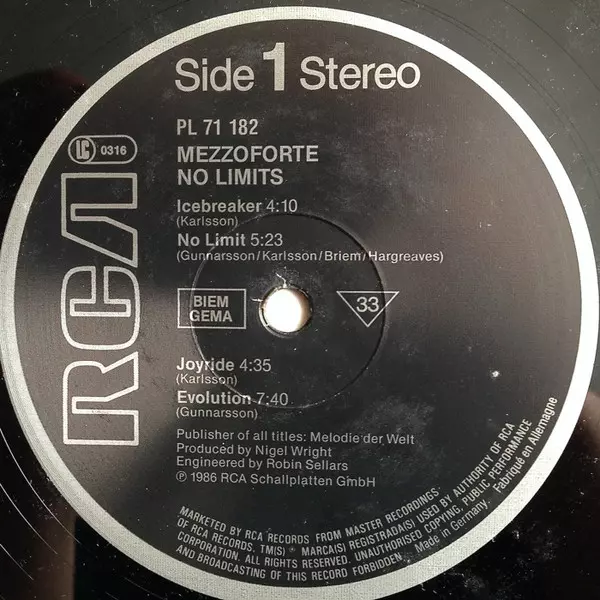 Side 1 Stereo
PL 71 182
LC 0316
MEZZOFORTE
NO LIMITS
RCA
Icebreaker 4:10
(Karlsson)
No Limit 5:23
(Gunnarsson/Karlsson/Briem/Hargreaves)
BIEM
GEMA
33
Joyride 4:35
(Karlsson)
Evolution 7:40
(Gunnarsson)
Publisher of all titles: Melodie der Welt
Produced by Nigel Wright
Engineered by Robin Sellars
℗ 1986 RCA Schallplatten GmbH
MARKETED BY RCA RECORDS FROM MASTER RECORDINGS
OF RCA RECORDS. TM(S) ® MARCA(S) REGISTRADA(S) USED BY AUTHORITY OF RCA
CORPORATION. ALL RIGHTS RESERVED. UNAUTHORISED COPYING, PUBLIC PERFORMANCE
AND BROADCASTING OF THIS RECORD FORBIDDEN. Made in Germany. Fabriqué en Allemagne